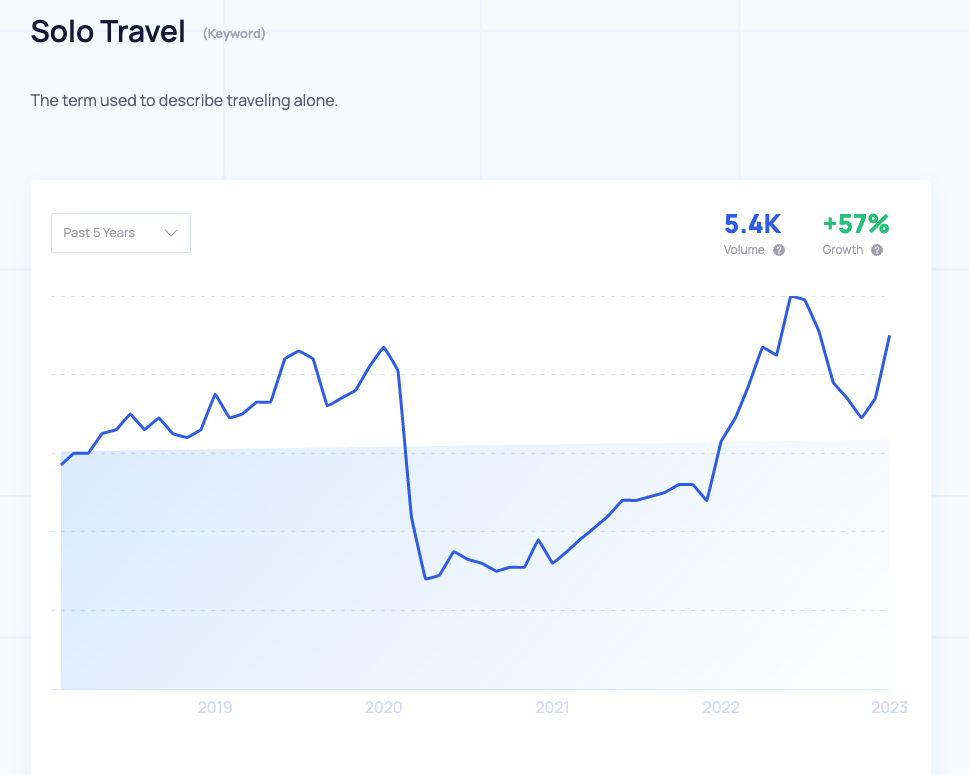 Solo Travel (Keyword)
The term used to describe traveling alone.
Past 5 Years
5.4K +57%
Volume ? Growth ?
2019 2020 2021 2022 2023